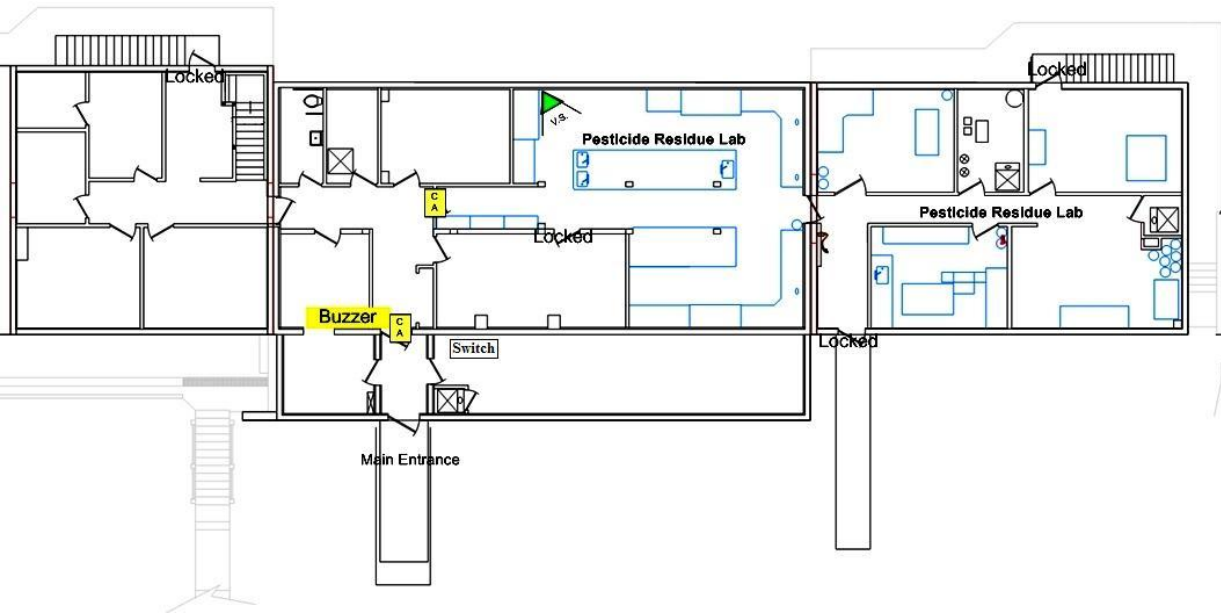 Locked
Locked
V.S.
Pesticide Residue Lab
C
A
Pesticide Residue Lab
Locked
Buzzer
C
A
Switch
Locked
Main Entrance